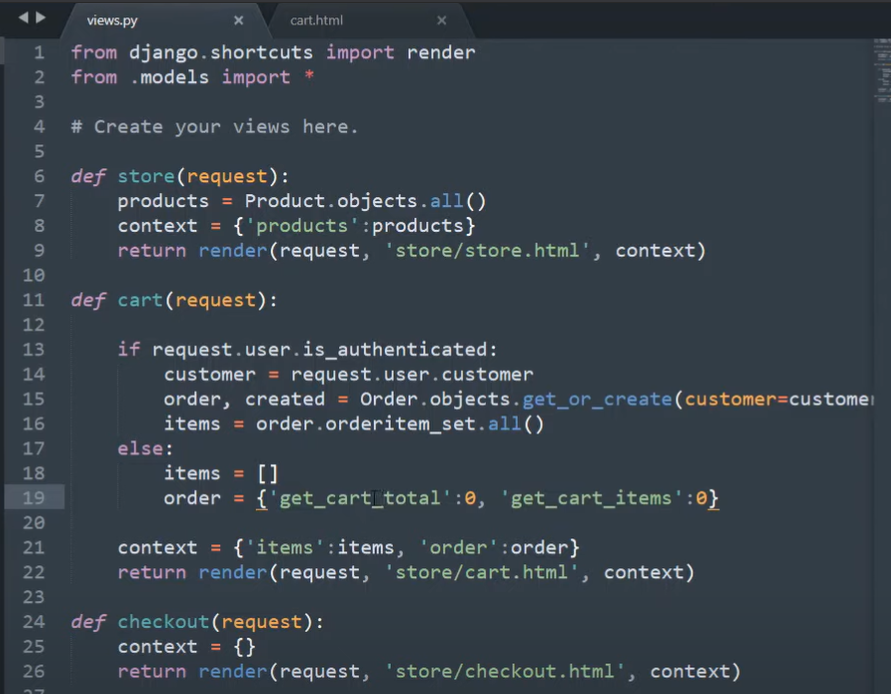 views.py × cart.html ×
1 from django.shortcuts import render
2 from .models import *
3
4 # Create your views here.
5
6 def store(request):
7     products = Product.objects.all()
8     context = {'products':products}
9     return render(request, 'store/store.html', context)
10
11 def cart(request):
12
13     if request.user.is_authenticated:
14         customer = request.user.customer
15         order, created = Order.objects.get_or_create(customer=customer
16         items = order.orderitem_set.all()
17     else:
18         items = []
19         order = {'get_cart_total':0, 'get_cart_items':0}
20
21     context = {'items':items, 'order':order}
22     return render(request, 'store/cart.html', context)
23
24 def checkout(request):
25     context = {}
26     return render(request, 'store/checkout.html', context)
27